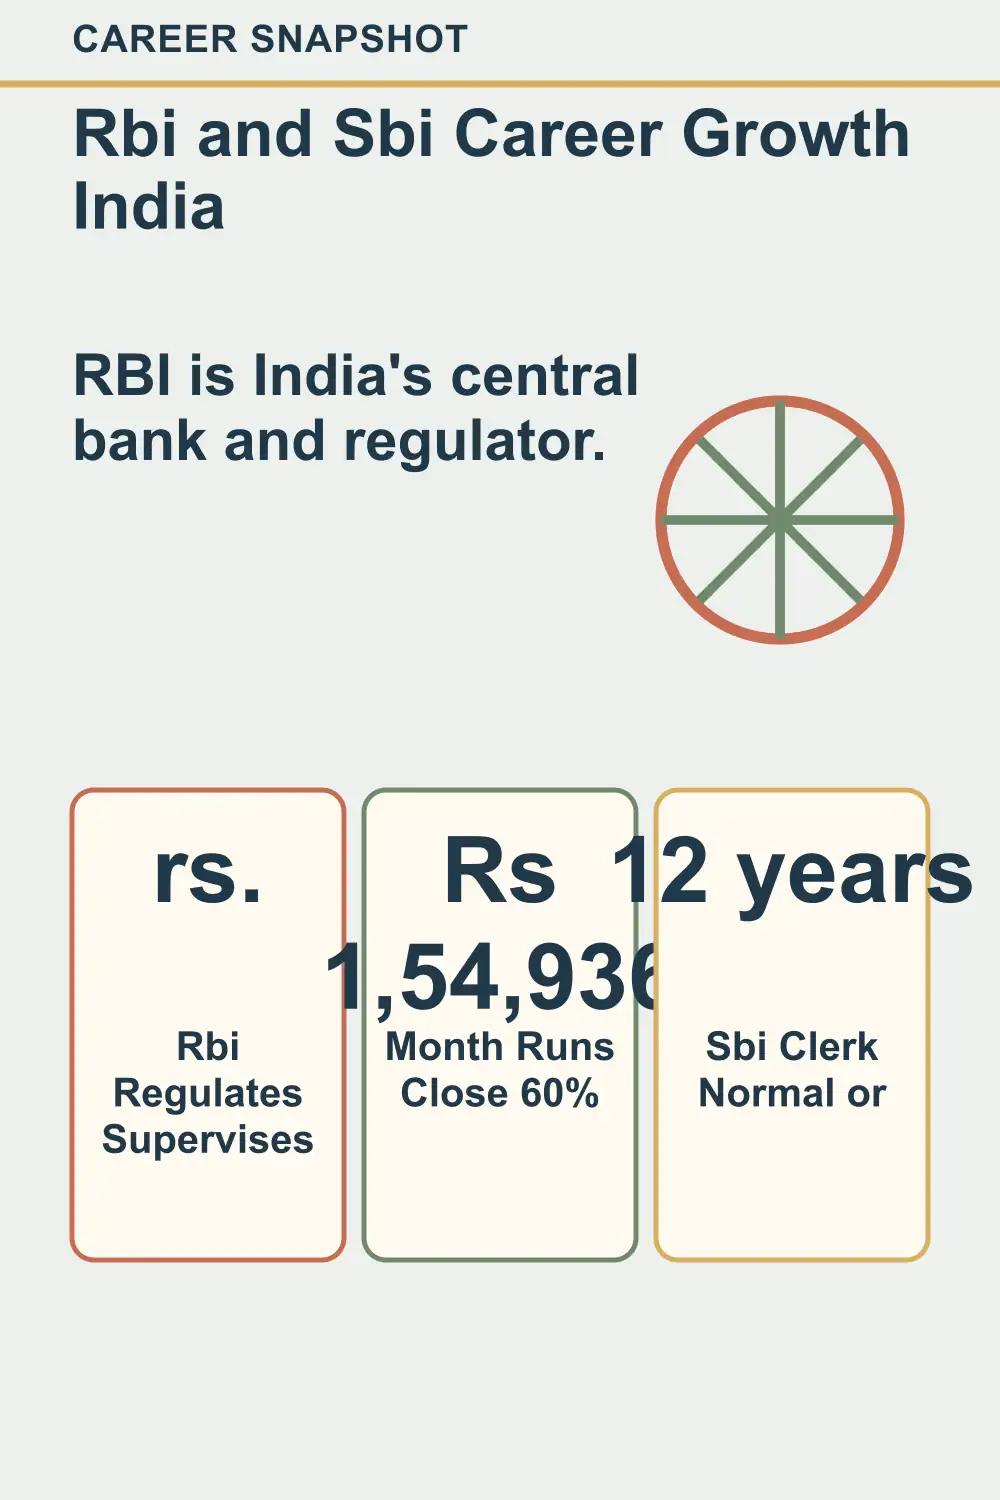 CAREER SNAPSHOT
Rbi and Sbi Career Growth
India
RBI is India's central
bank and regulator.
rs.
Rbi
Regulates
Supervises
Rs
1,54,936
Month Runs
Close 60%
12 years
Sbi Clerk
Normal or